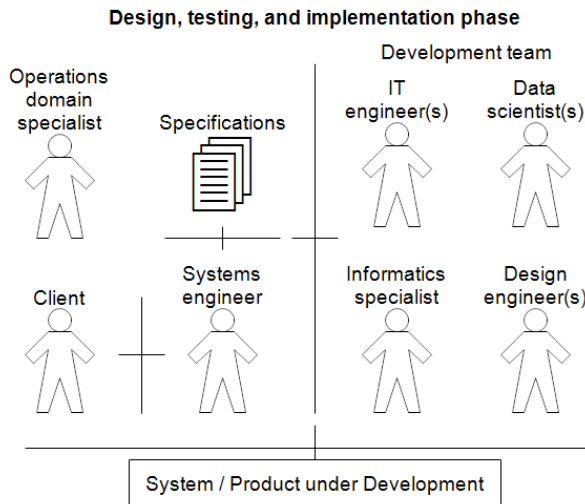 Design, testing, and implementation phase
Development team
Operations
domain
specialist
Specifications
IT
engineer(s)
Data
scientist(s)
Client
Systems
engineer
Informatics
specialist
Design
engineer(s)
System / Product under Development